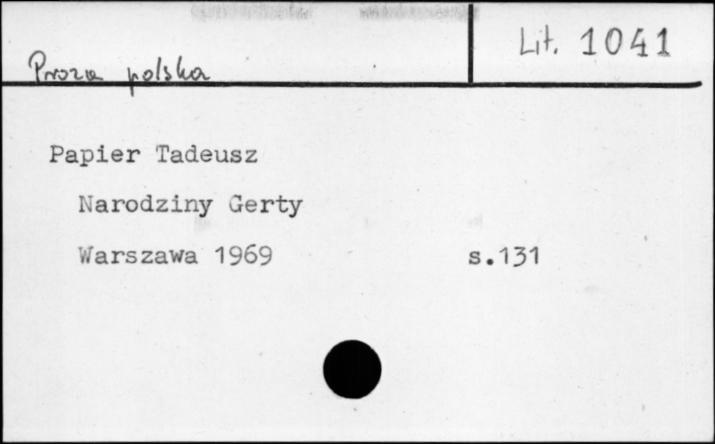 Lit. 1041
Proza polska
Papier Tadeusz
Narodziny Gerty
Warszawa 1969 s.131